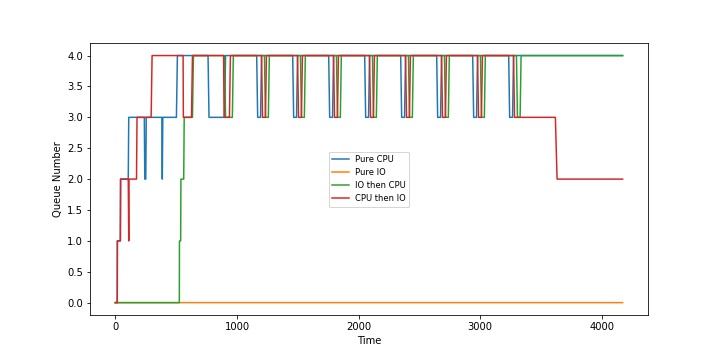 4.0
3.5
3.0
2.5
2.0
1.5
1.0
0.5
0.0
Queue Number
Pure CPU
Pure IO
IO then CPU
CPU then IO
0 1000 2000 3000 4000
Time